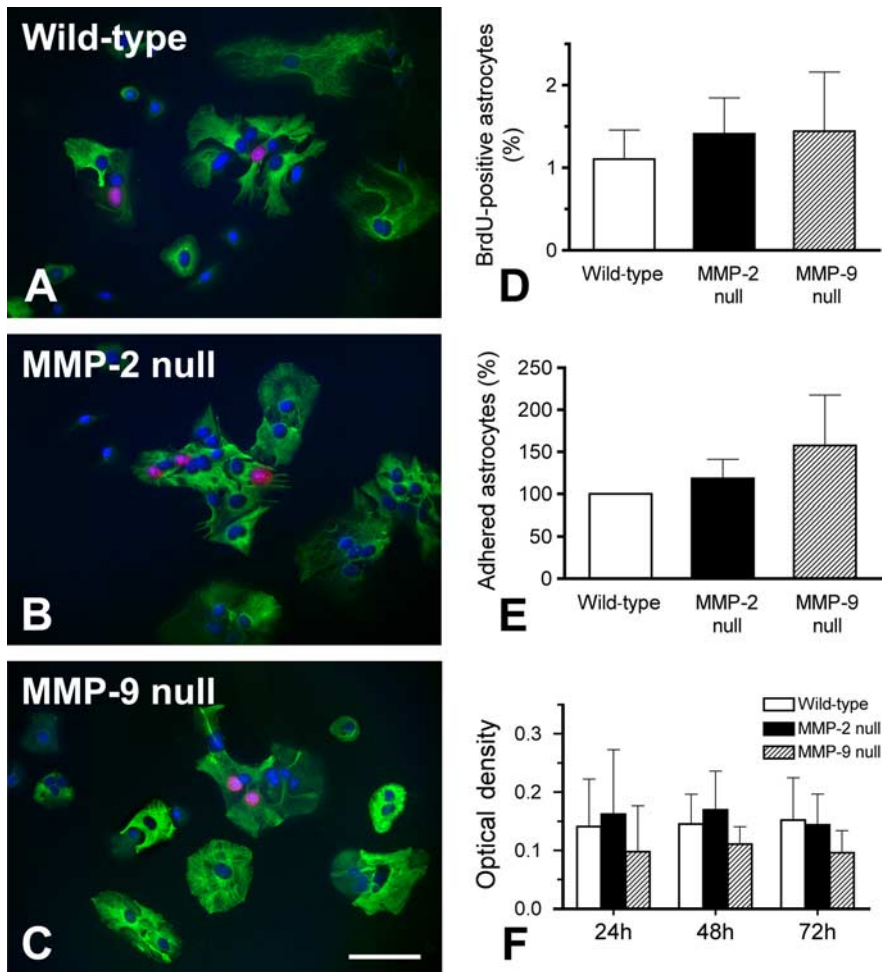 Wild-type
A
MMP-2 null
B
MMP-9 null
C
BrdU-positive astrocytes
(%)
2
1
0
Wild-type
MMP-2
null
MMP-9
null
D
Adhered astrocytes (%)
250
200
150
100
50
0
Wild-type
MMP-2
null
MMP-9
null
E
Optical density
0.3
0.2
0.1
0.0
Wild-type
MMP-2 null
MMP-9 null
24h
48h
72h
F